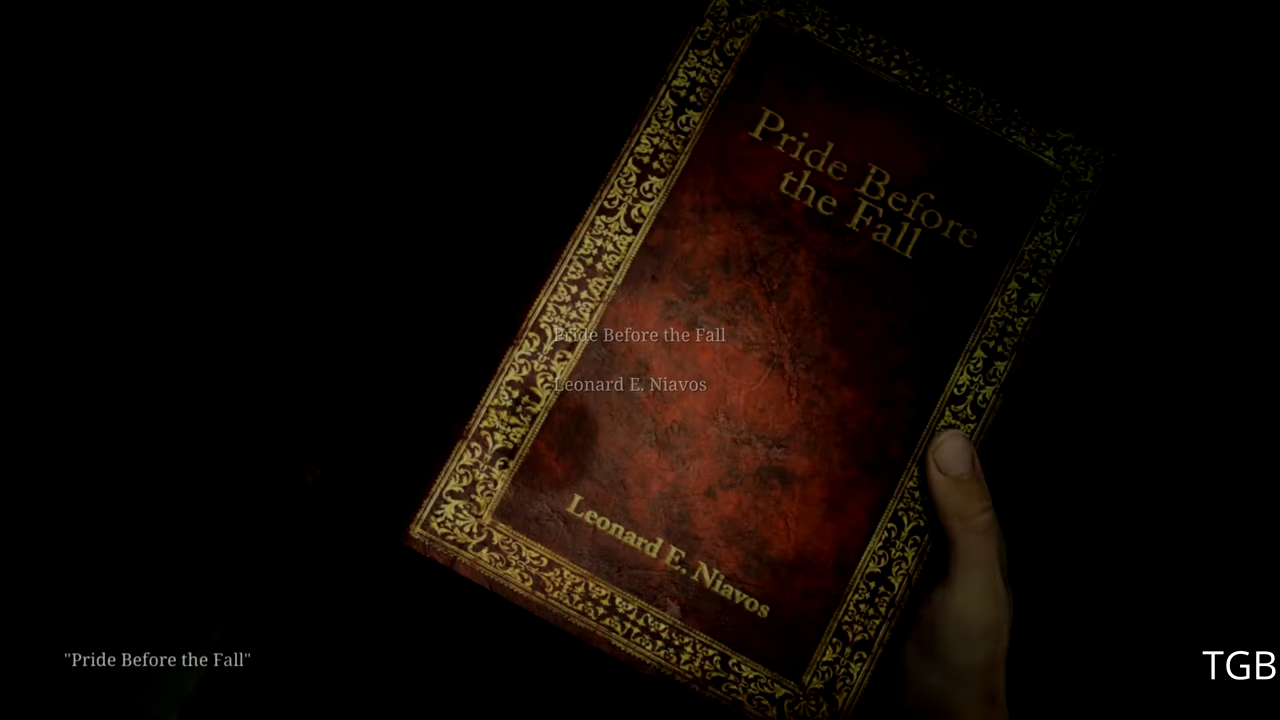 Pride Before
the Fall
Pride Before the Fall
Leonard E. Niavos
Leonard E. Niavos
"Pride Before the Fall"
TGB